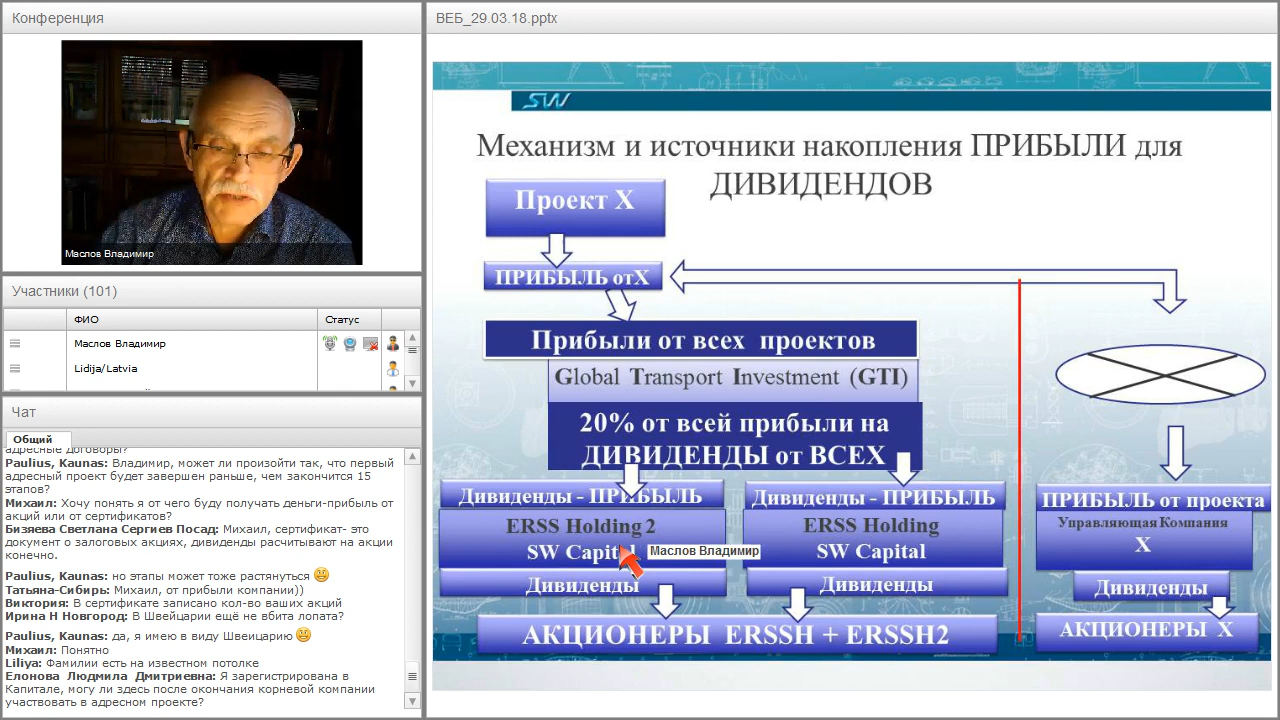 Конференция
Маслов Владимир
Участники (101)
ФИО
Статус
Маслов Владимир
Lidija/Latvia
Чат
Общий
адресные договоры?
Paulius, Kaunas: Владимир, может ли произойти так, что первый
адресный проект будет завершен раньше, чем закончится 15
этапов?
Михаил: Хочу понять я от чего буду получать деньги-прибыль от
акций или от сертификатов?
Бизяева Светлана Сергиев Посад: Михаил, сертификат- это
документ о залоговых акциях, дивиденды расчитывают на акции
конечно.
Paulius, Kaunas: но этапы может тоже растянуться
Татьяна-Сибирь: Михаил, от прибыли компании))
Виктория: В сертификате записано кол-во ваших акций
Ирина Н Новгород: В Швейцарии ещё не вбита лопата?
Paulius, Kaunas: да, я имею в виду Швеицарию
Михаил: Понятно
Liliya: Фамилии есть на известном потолке
Елонова Людмила Дмитриевна: Я зарегистрирована в
Капитале, могу ли здесь после окончания корневой компании
участвовать в адресном проекте?
ВЕБ_29.03.18.pptx
SW
Механизм и источники накопления ПРИБЫЛИ для
ДИВИДЕНДОВ
Проект X
ПРИБЫЛЬ отX
Прибыли от всех проектов
Global Transport Investment (GTI)
20% от всей прибыли на
ДИВИДЕНДЫ от ВСЕХ
Дивиденды - ПРИБЫЛЬ
ERSS Holding 2
SW Capital
Маслов Владимир
Дивиденды
Дивиденды - ПРИБЫЛЬ
ERSS Holding
SW Capital
Дивиденды
АКЦИОНЕРЫ ERSSH + ERSSH2
ПРИБЫЛЬ от проекта
Управляющая Компания
X
Дивиденды
АКЦИОНЕРЫ X